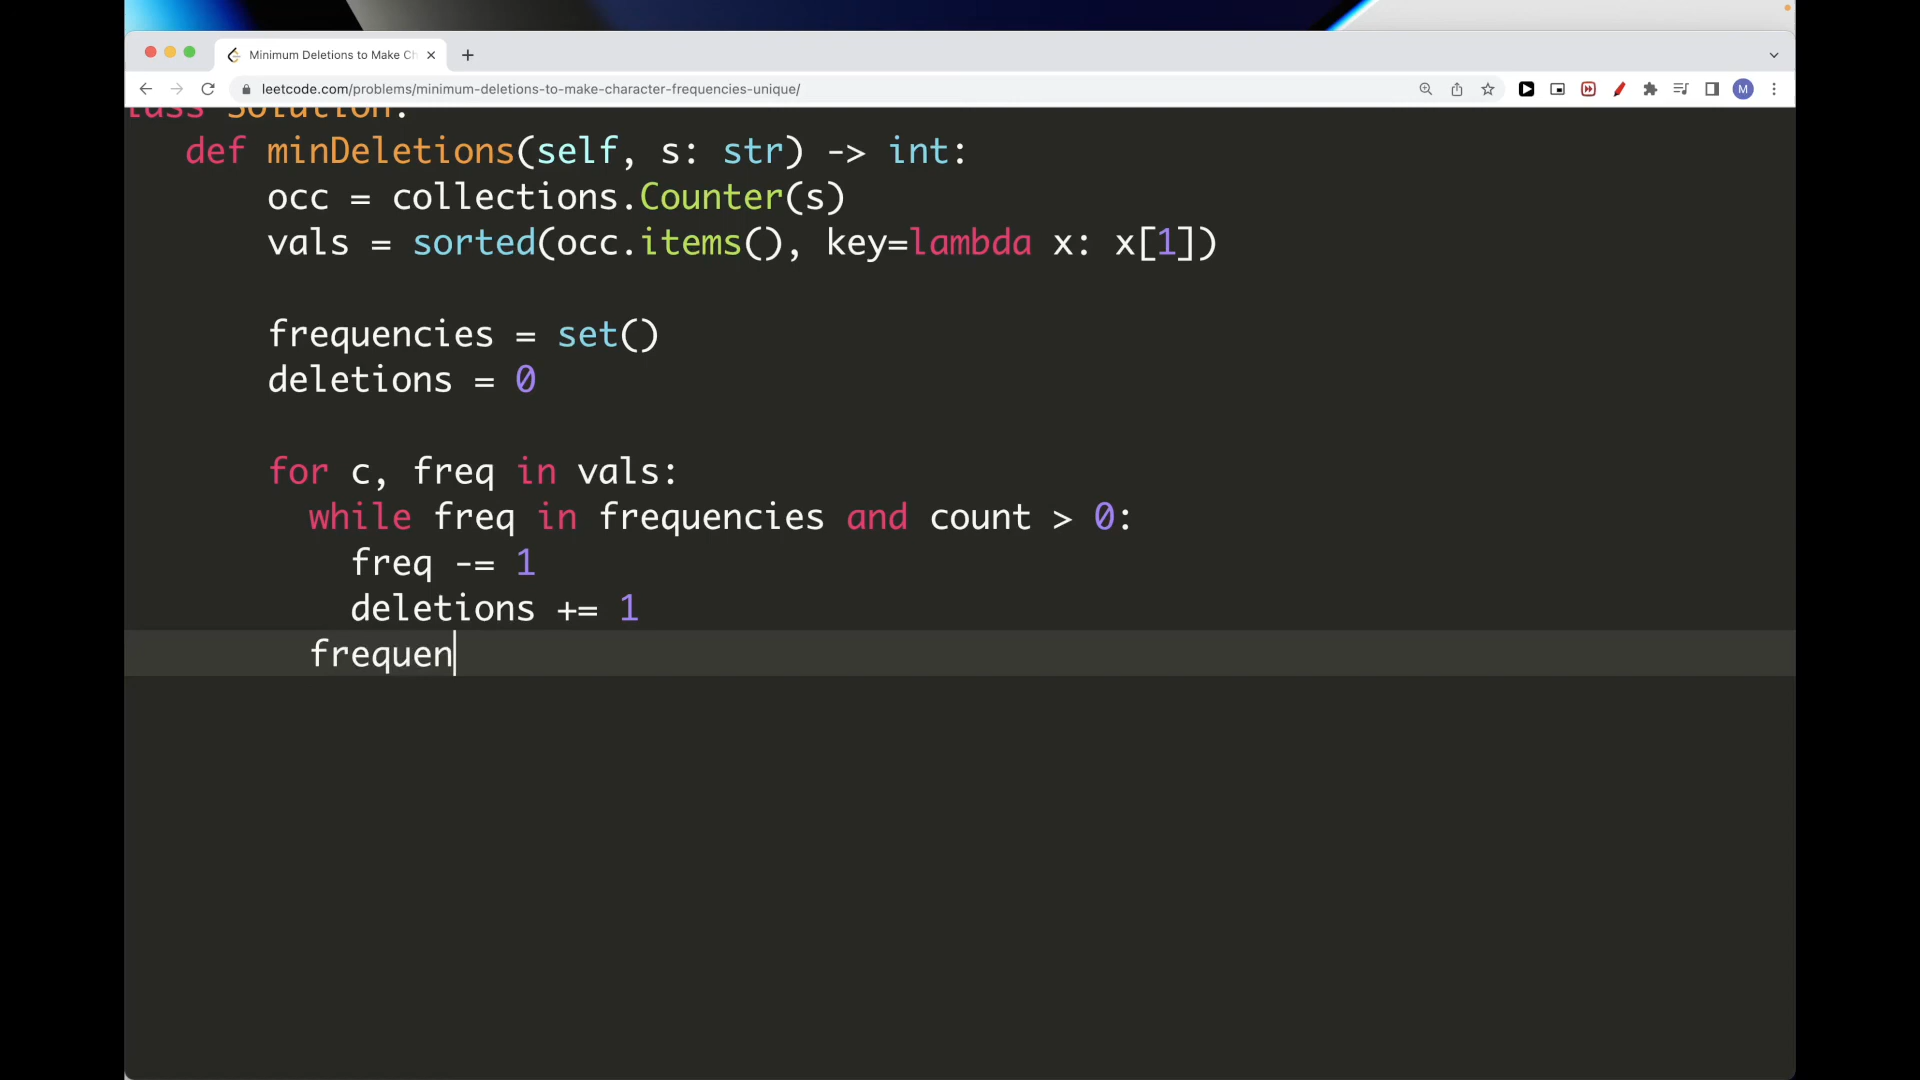 Minimum Deletions to Make Ch
leetcode.com/problems/minimum-deletions-to-make-character-frequencies-unique/
M
lass Solution:
def minDeletions(self, s: str) -> int:
occ = collections.Counter(s)
vals = sorted(occ.items(), key=lambda x: x[1])
frequencies = set()
deletions = 0
for c, freq in vals:
while freq in frequencies and count > 0:
freq -= 1
deletions += 1
frequen